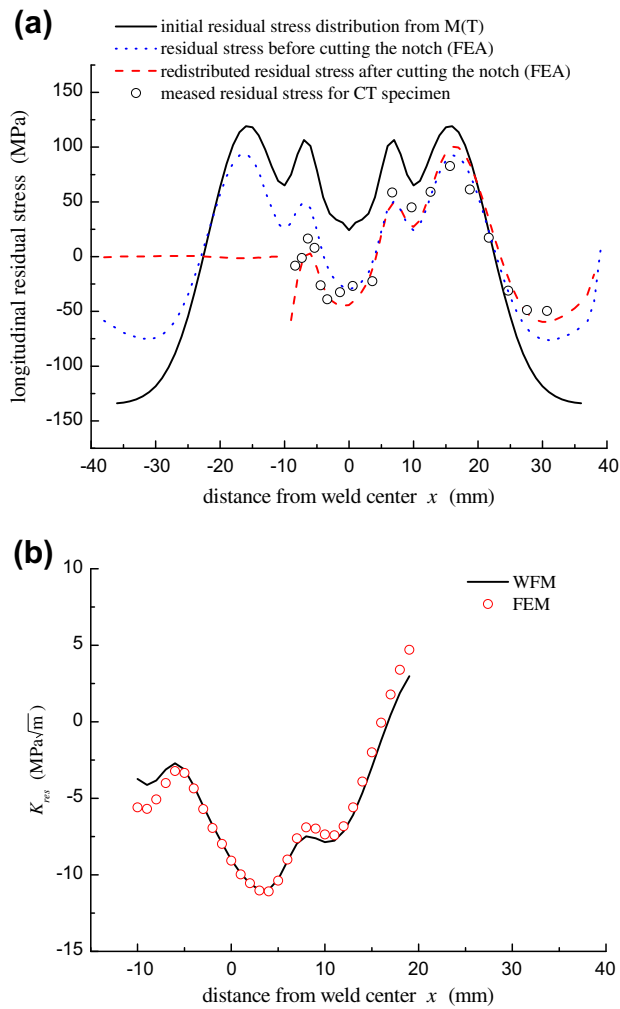 (a)
initial residual stress distribution from M(T)
residual stress before cutting the notch (FEA)
redistributed residual stress after cutting the notch (FEA)
meased residual stress for CT specimen
longitudinal residual stress (MPa)
175
150
100
50
0
-50
-100
-150
-40 -30 -20 -10 0 10 20 30 40
distance from weld center x (mm)
(b)
WFM
FEM
K_res (MPa√m)
10
5
0
-5
-10
-15
-10 0 10 20 30 40
distance from weld center x (mm)